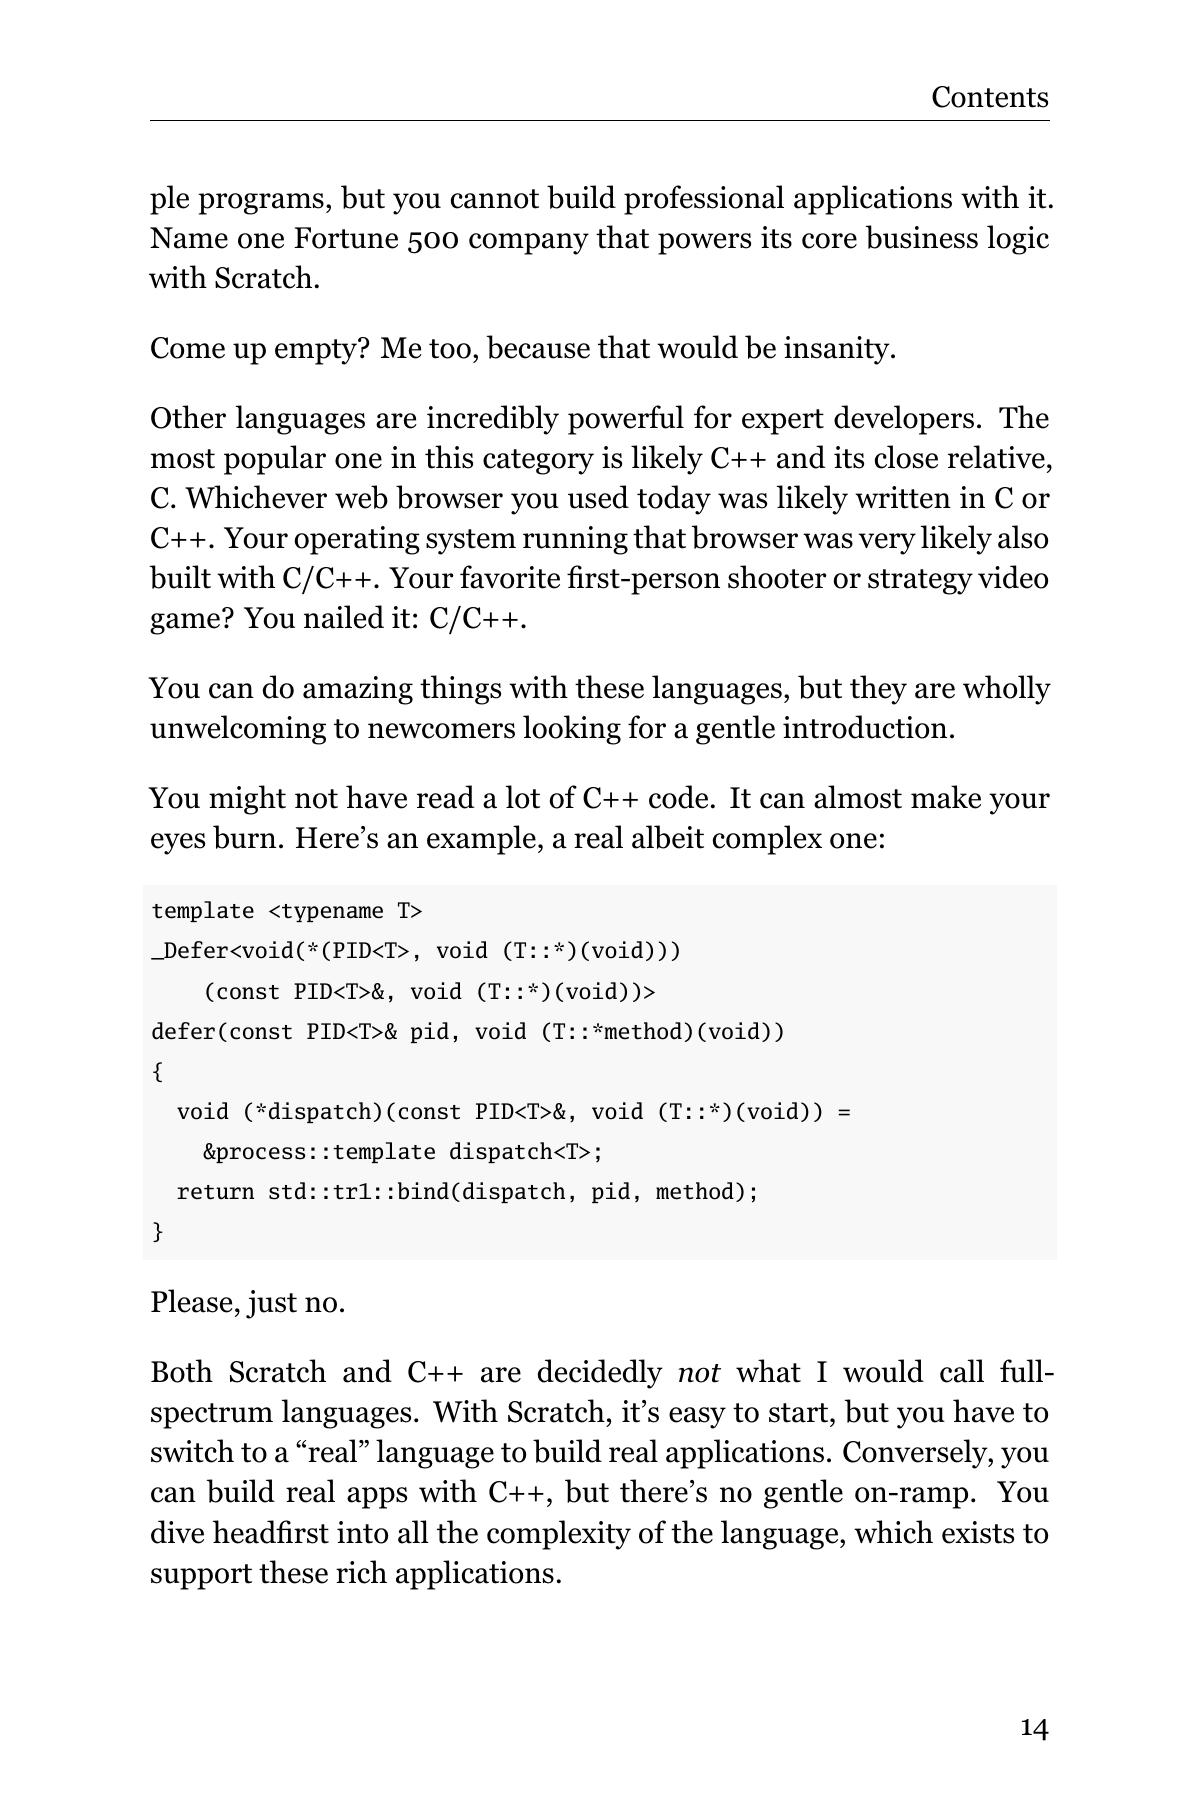 Contents
ple programs, but you cannot build professional applications with it.
Name one Fortune 500 company that powers its core business logic
with Scratch.
Come up empty? Me too, because that would be insanity.
Other languages are incredibly powerful for expert developers. The
most popular one in this category is likely C++ and its close relative,
C. Whichever web browser you used today was likely written in C or
C++. Your operating system running that browser was very likely also
built with C/C++. Your favorite first-person shooter or strategy video
game? You nailed it: C/C++.
You can do amazing things with these languages, but they are wholly
unwelcoming to newcomers looking for a gentle introduction.
You might not have read a lot of C++ code. It can almost make your
eyes burn. Here’s an example, a real albeit complex one:
template <typename T>
_Defer<void(*(PID<T>, void (T::*)(void)))
    (const PID<T>&, void (T::*)(void))>
defer(const PID<T>& pid, void (T::*method)(void))
{
  void (*dispatch)(const PID<T>&, void (T::*)(void)) =
    &process::template dispatch<T>;
  return std::tr1::bind(dispatch, pid, method);
}
Please, just no.
Both Scratch and C++ are decidedly not what I would call full-
spectrum languages. With Scratch, it’s easy to start, but you have to
switch to a “real” language to build real applications. Conversely, you
can build real apps with C++, but there’s no gentle on-ramp. You
dive headfirst into all the complexity of the language, which exists to
support these rich applications.
14